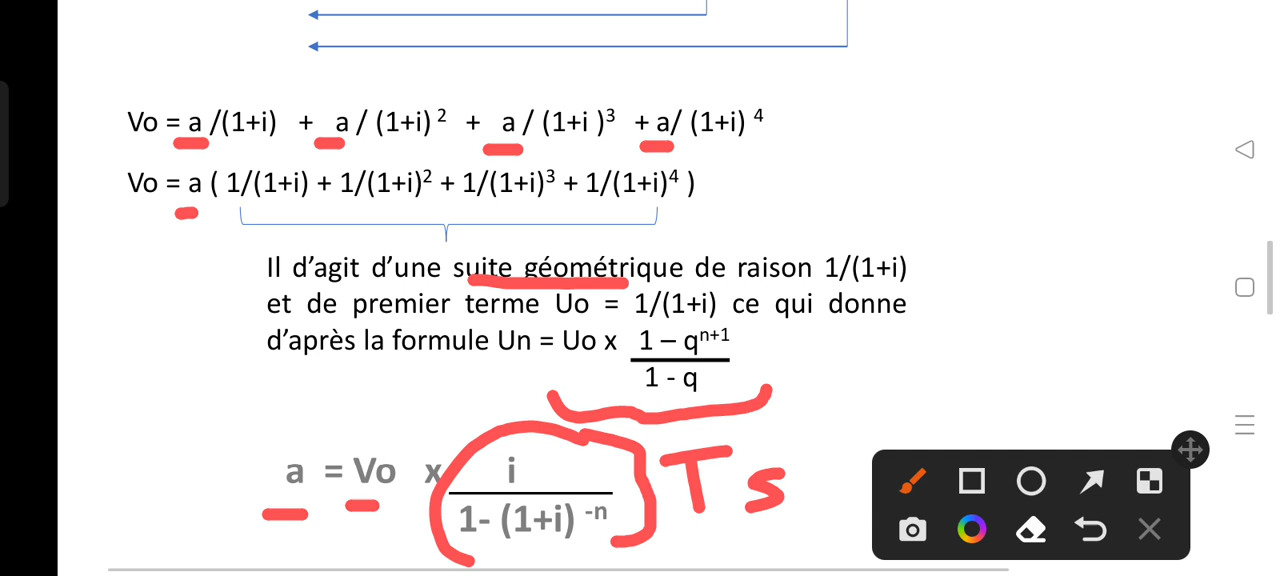 Vo = a /(1+i) + a / (1+i) ² + a / (1+i )³ + a/ (1+i) ⁴
Vo = a ( 1/(1+i) + 1/(1+i)² + 1/(1+i)³ + 1/(1+i)⁴ )
Il d’agit d’une suite géométrique de raison 1/(1+i)
et de premier terme Uo = 1/(1+i) ce qui donne
d’après la formule Un = Uo x 1 – qⁿ⁺¹
1 - q
a = Vo x i T s
1- (1+i) ⁻ⁿ